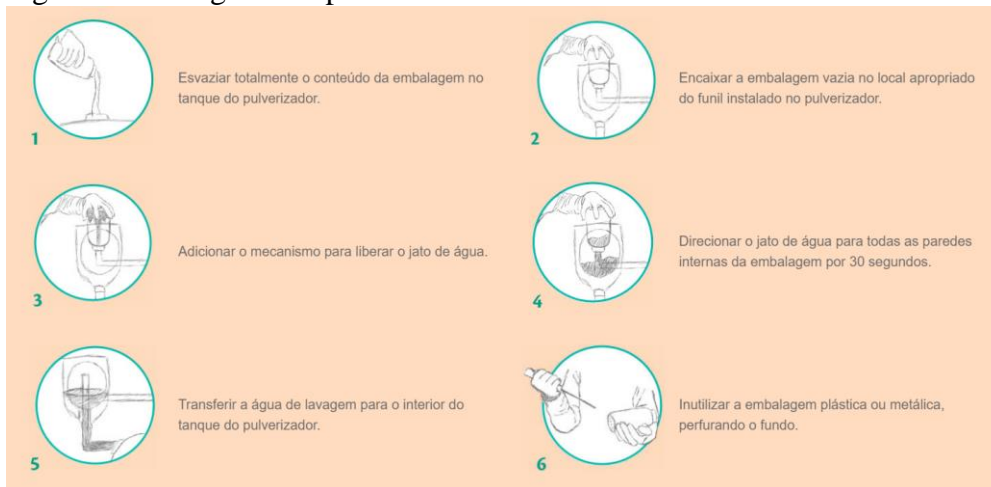 Esvaziar totalmente o conteúdo da embalagem no
tanque do pulverizador.
1
Encaixar a embalagem vazia no local apropriado
do funil instalado no pulverizador.
2
Adicionar o mecanismo para liberar o jato de água.
3
Direcionar o jato de água para todas as paredes
internas da embalagem por 30 segundos.
4
Transferir a água de lavagem para o interior do
tanque do pulverizador.
5
Inutilizar a embalagem plástica ou metálica,
perfurando o fundo.
6